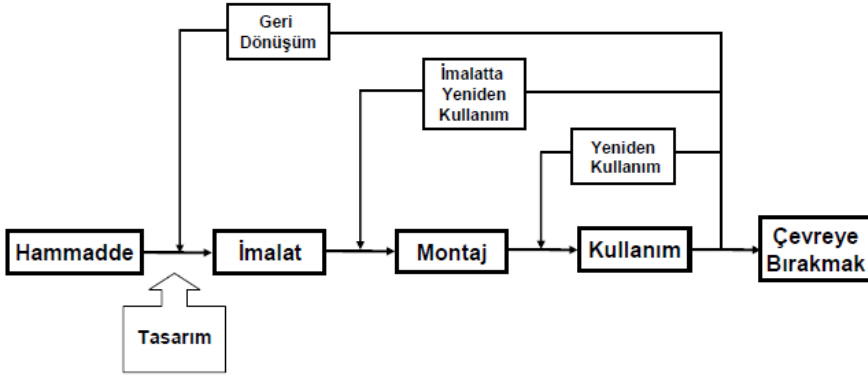 Geri
Dönüşüm
İmalatta
Yeniden
Kullanım
Yeniden
Kullanım
Hammadde
İmalat
Montaj
Kullanım
Çevreye
Bırakmak
Tasarım